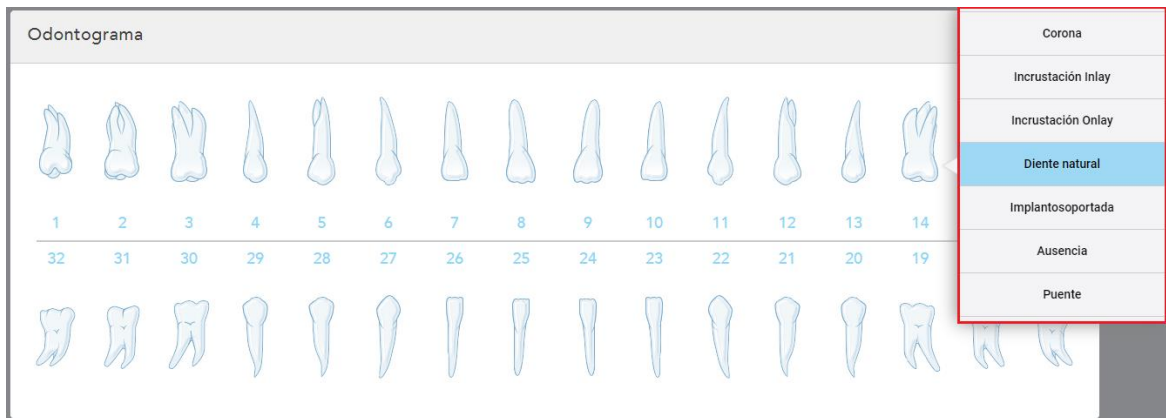 Odontograma
1 2 3 4 5 6 7 8 9 10 11 12 13 14
32 31 30 29 28 27 26 25 24 23 22 21 20 19
Corona
Incrustación Inlay
Incrustación Onlay
Diente natural
Implantosoportada
Ausencia
Puente